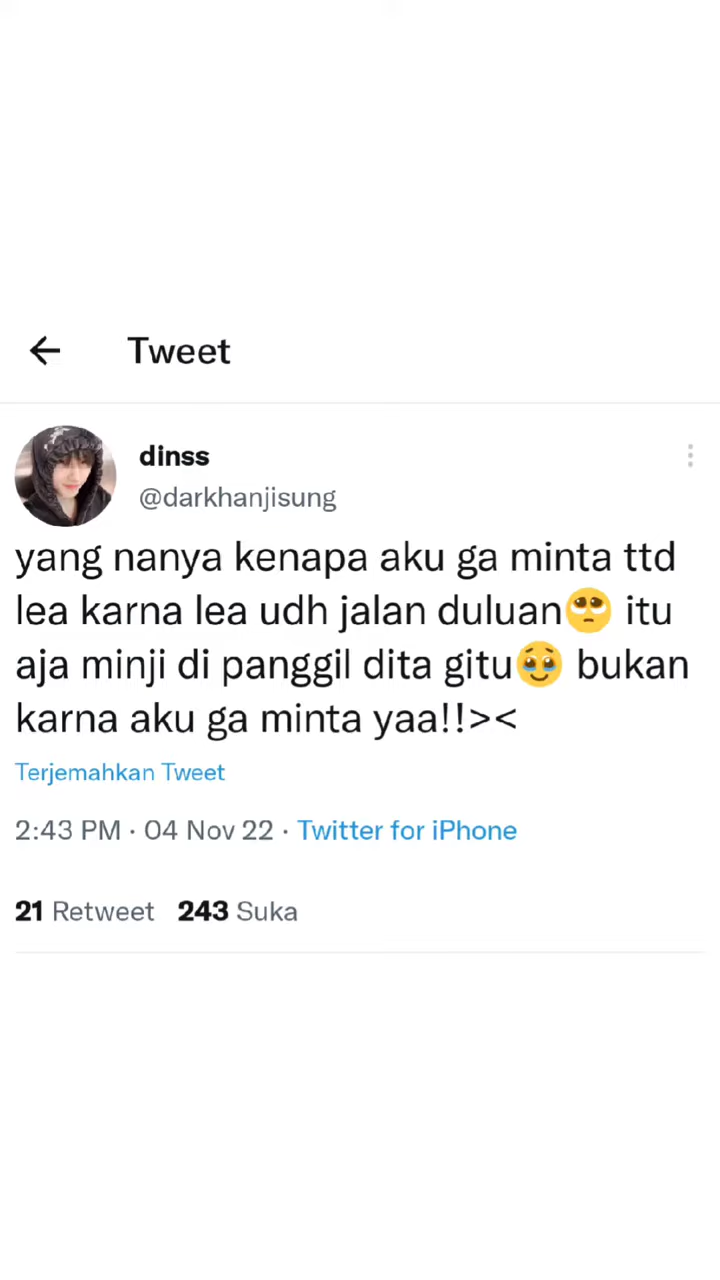 Tweet
dinss
@darkhanjisung
yang nanya kenapa aku ga minta ttd
lea karna lea udh jalan duluan🥺 itu
aja minji di panggil dita gitu🥹 bukan
karna aku ga minta yaa!!><
Terjemahkan Tweet
2:43 PM · 04 Nov 22 · Twitter for iPhone
21 Retweet 243 Suka